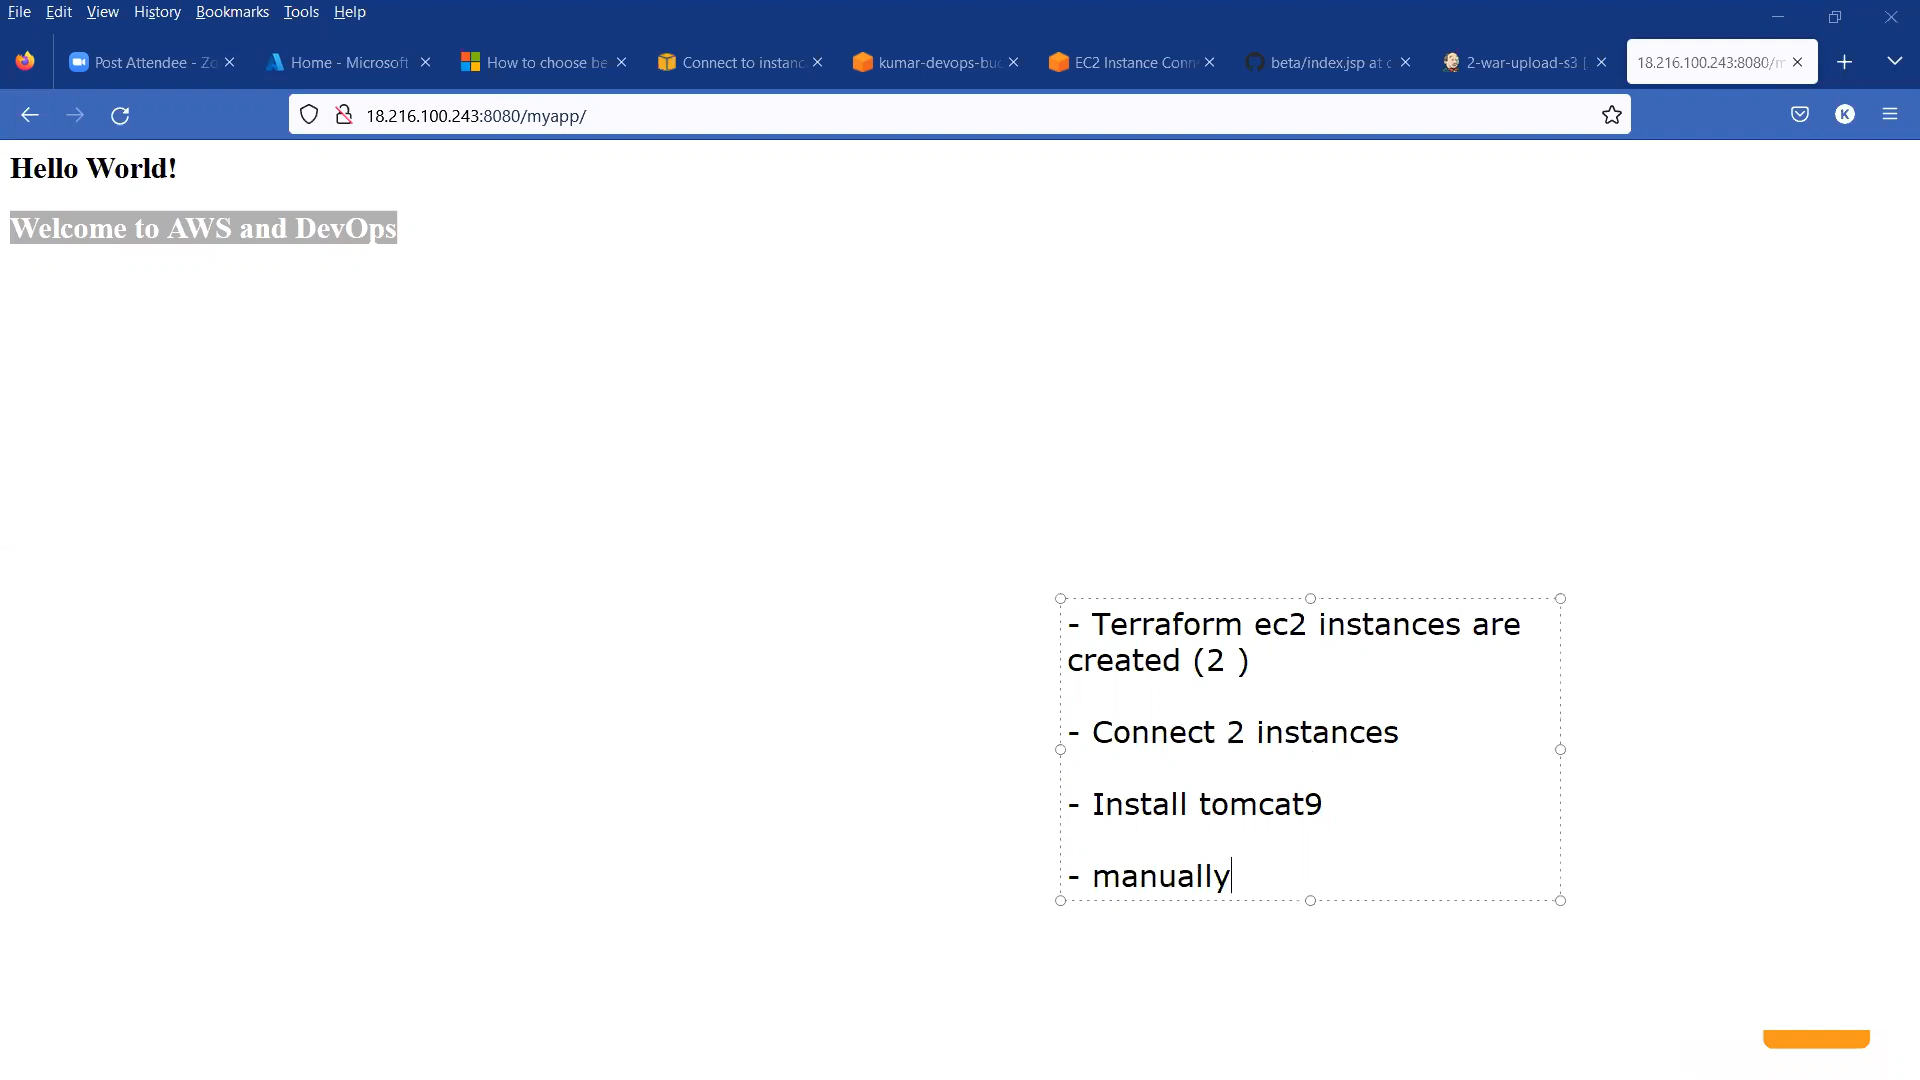 File Edit View History Bookmarks Tools Help
Post Attendee - Zo
Home - Microsoft
How to choose be
Connect to instanc
kumar-devops-buc
EC2 Instance Conn
beta/index.jsp at c
2-war-upload-s3 [
18.216.100.243:8080/m
18.216.100.243:8080/myapp/
K
Hello World!
Welcome to AWS and DevOps
- Terraform ec2 instances are
created (2 )
- Connect 2 instances
- Install tomcat9
- manually